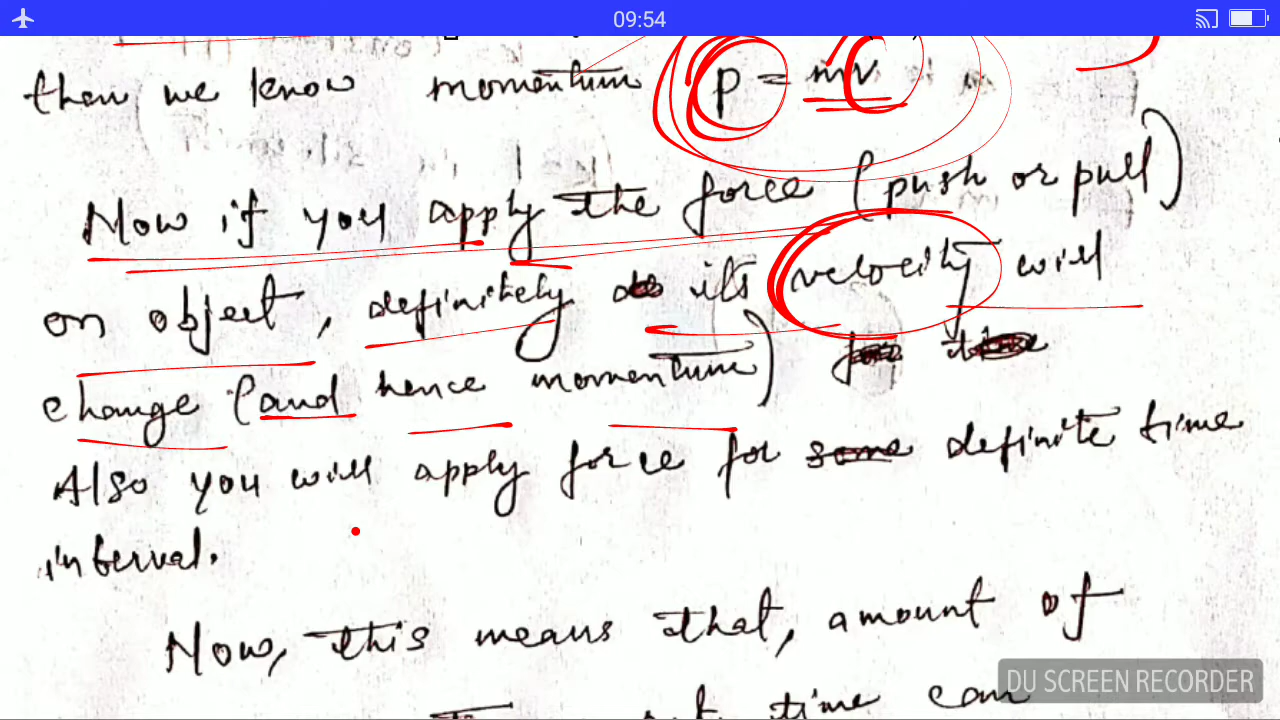 09:54
then we know momentum p = mv
Now if you apply the force (push or pull)
on object, definitely its velocity will
change (and hence momentum)
Also you will apply force for some definite time
interval.
Now, this means that, amount of
time can
DU SCREEN RECORDER